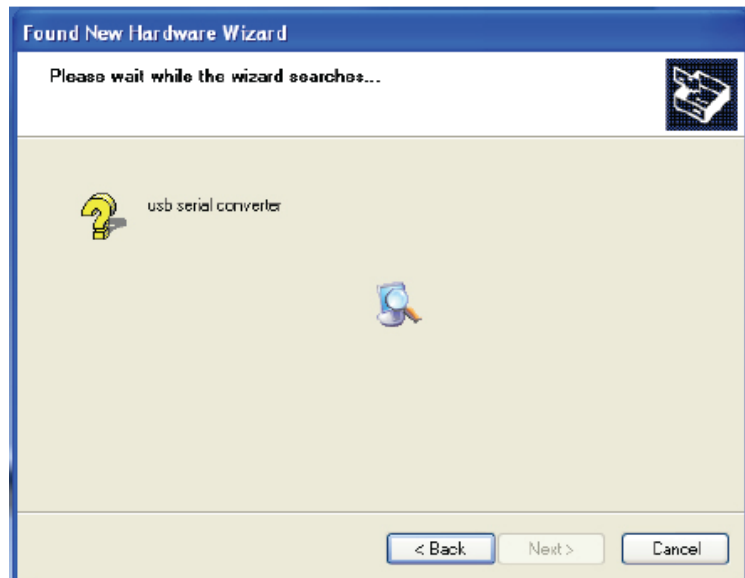 Found New Hardware Wizard
Please wait while the wizard searches...
usb serial converter
< Back
Next >
Cancel